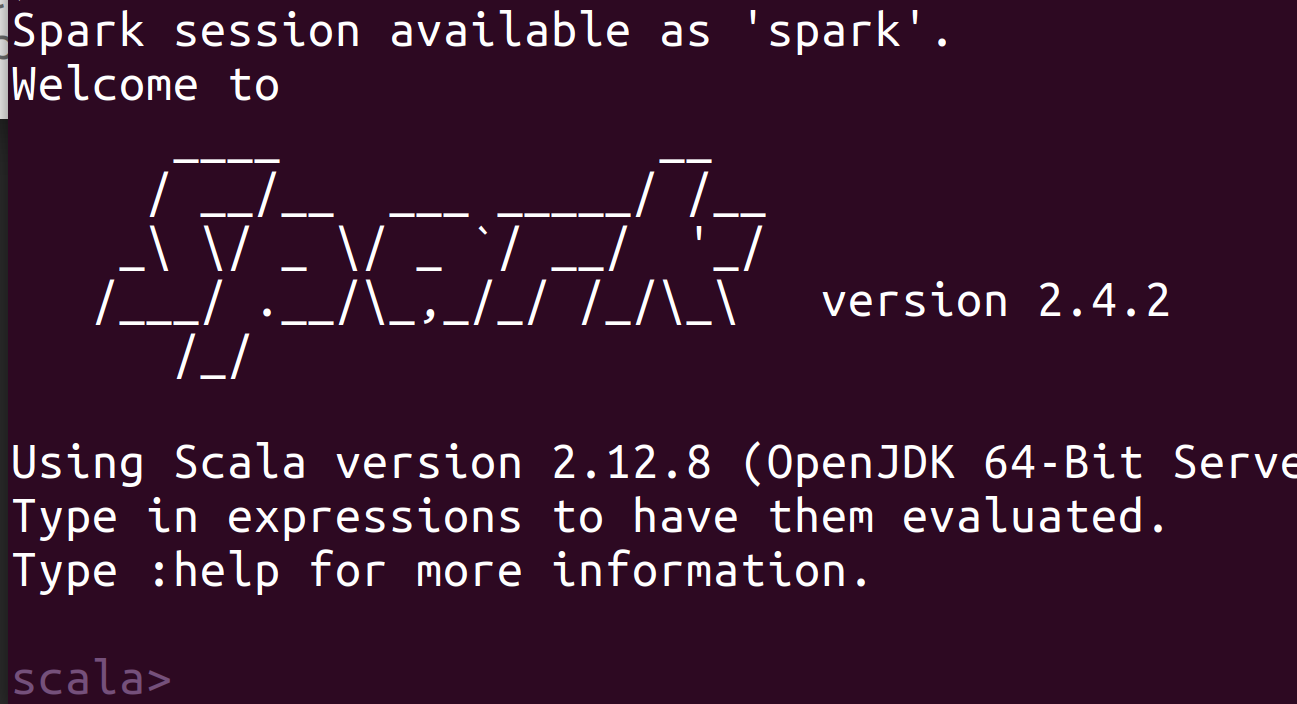 Spark session available as 'spark'.
Welcome to
      ____              __
     / __/__  ___ _____/ /__
    _\ \/ _ \/ _ `/ __/  '_/
   /___/ .__/\_,_/_/ /_/\_\   version 2.4.2
      /_/
Using Scala version 2.12.8 (OpenJDK 64-Bit Serve
Type in expressions to have them evaluated.
Type :help for more information.
scala>